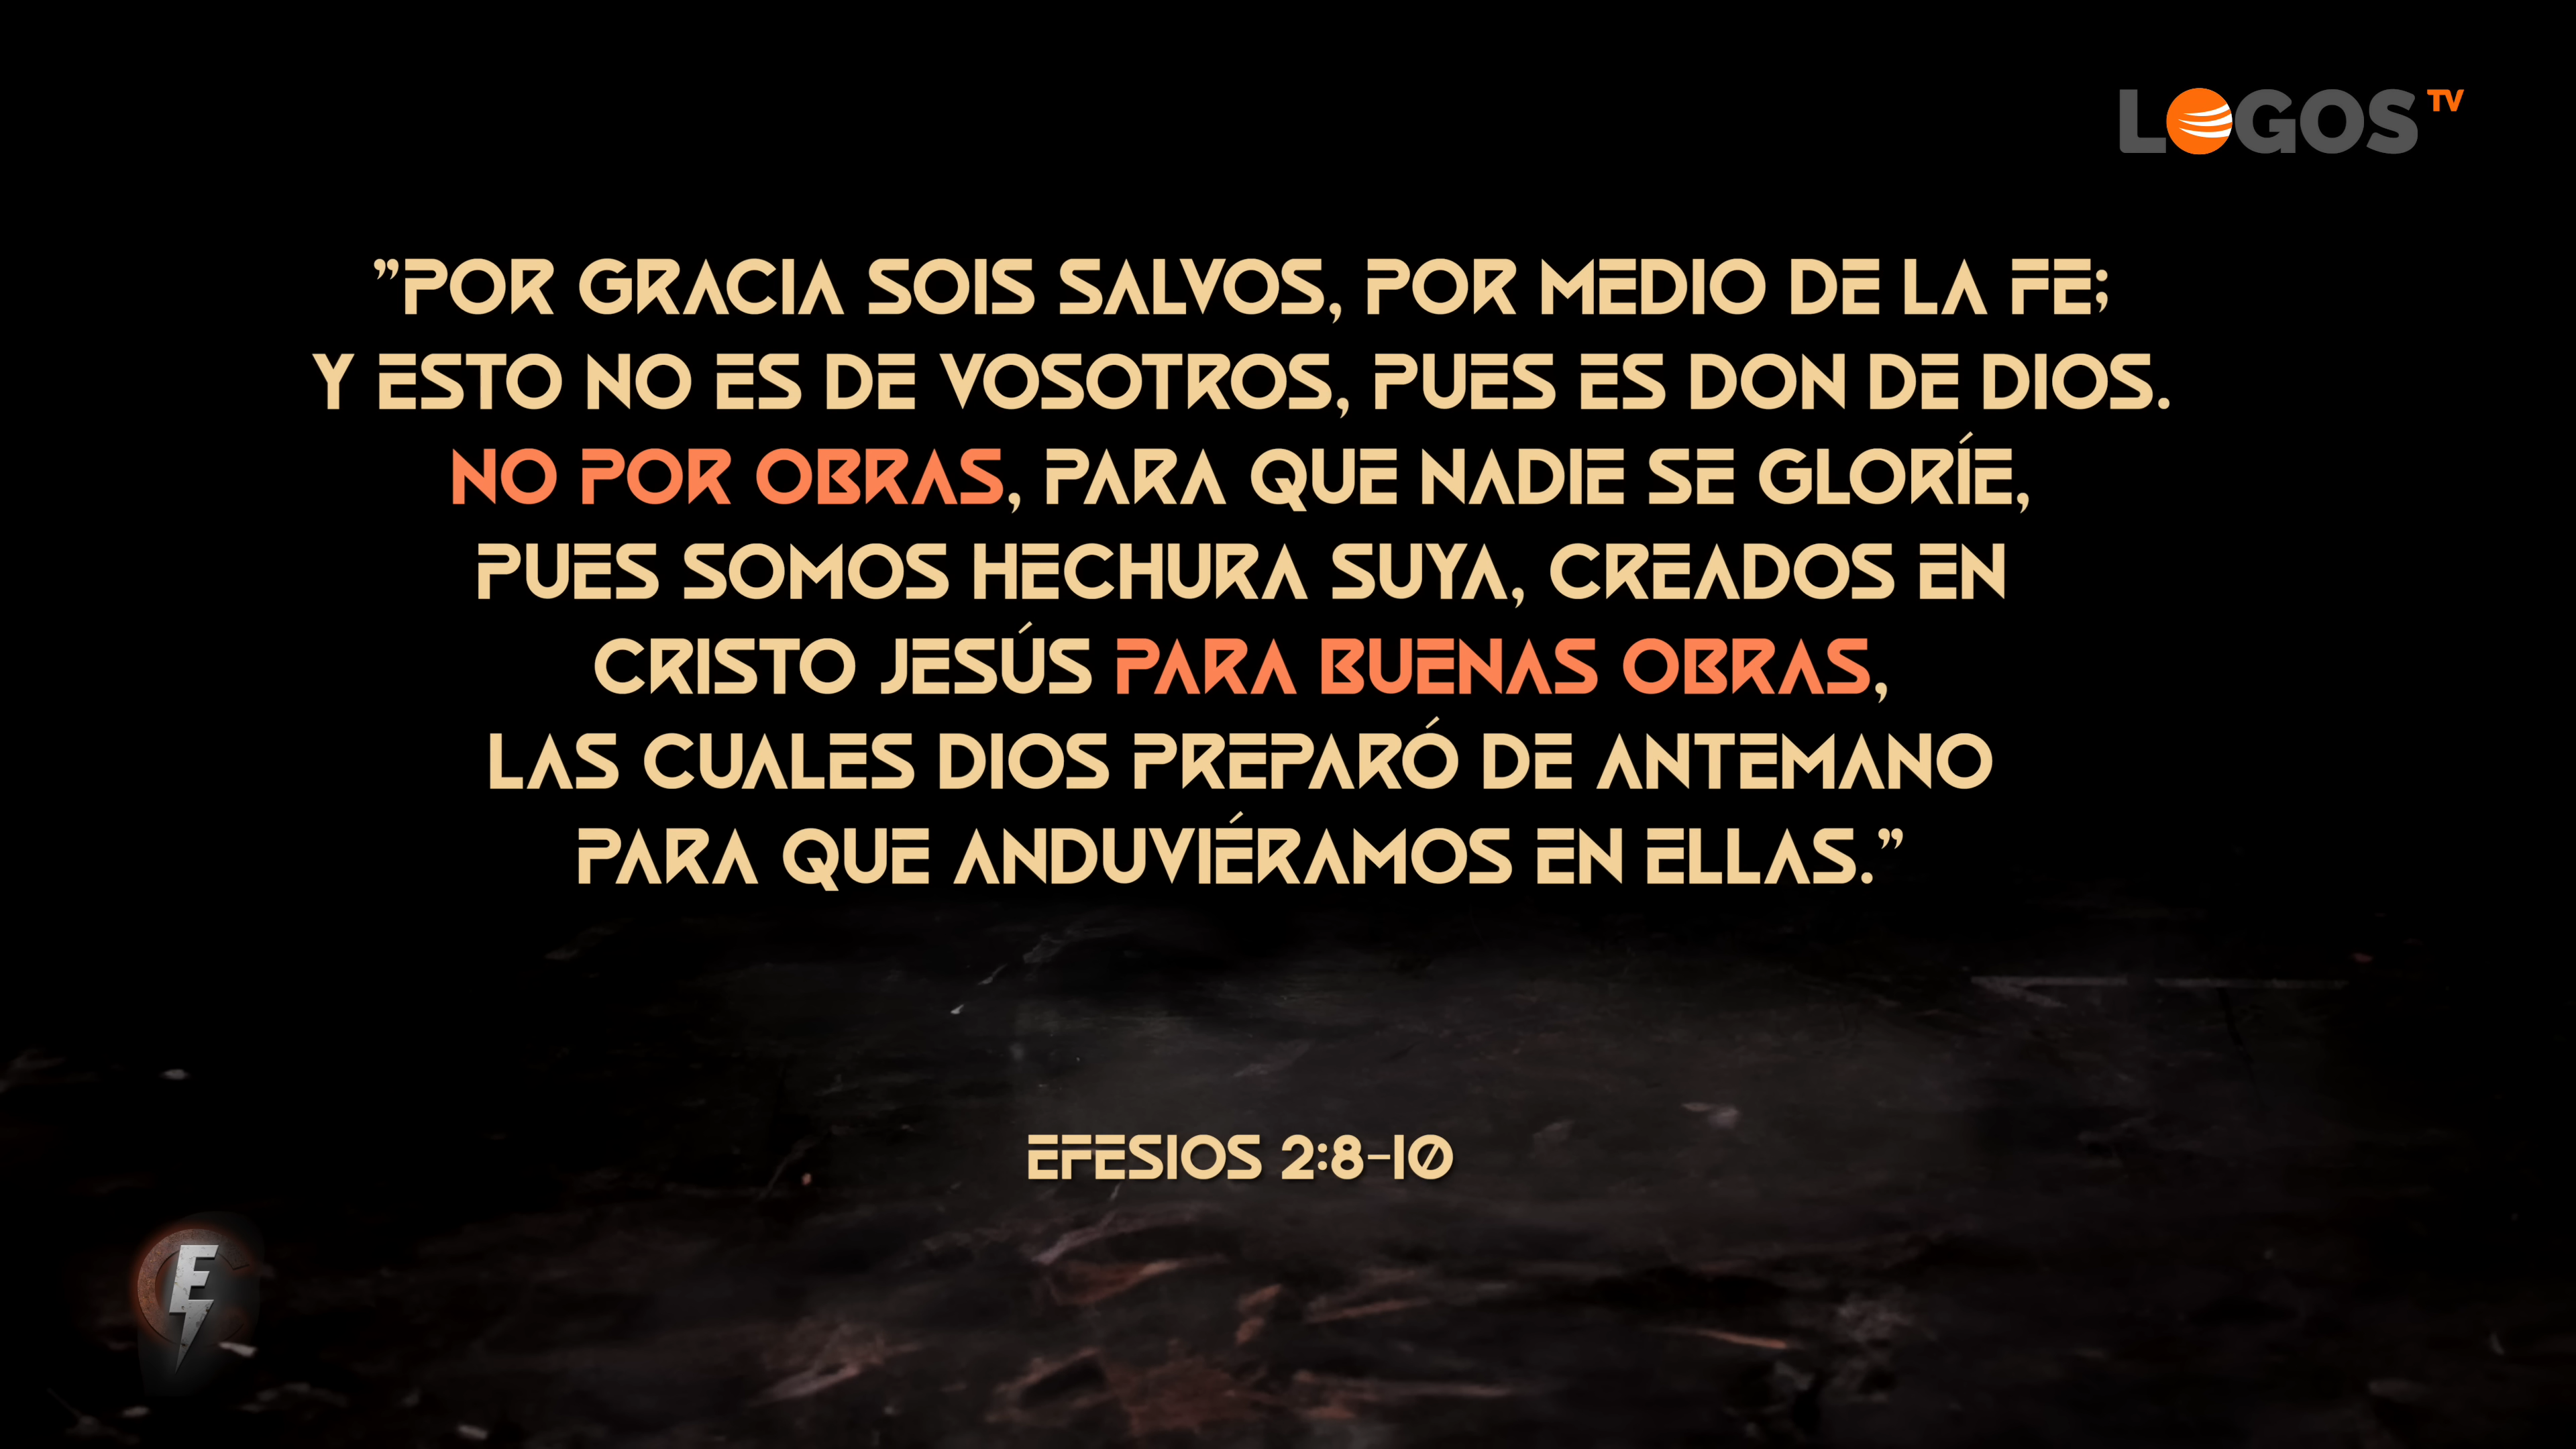 LOGOS TV
”POR GRACIA SOIS SALVOS, POR MEDIO DE LA FE;
Y ESTO NO ES DE VOSOTROS, PUES ES DON DE DIOS.
NO POR OBRAS, PARA QUE NADIE SE GLORÍE,
PUES SOMOS HECHURA SUYA, CREADOS EN
CRISTO JESÚS PARA BUENAS OBRAS,
LAS CUALES DIOS PREPARÓ DE ANTEMANO
PARA QUE ANDUVIÉRAMOS EN ELLAS.”
EFESIOS 2:8-10
E